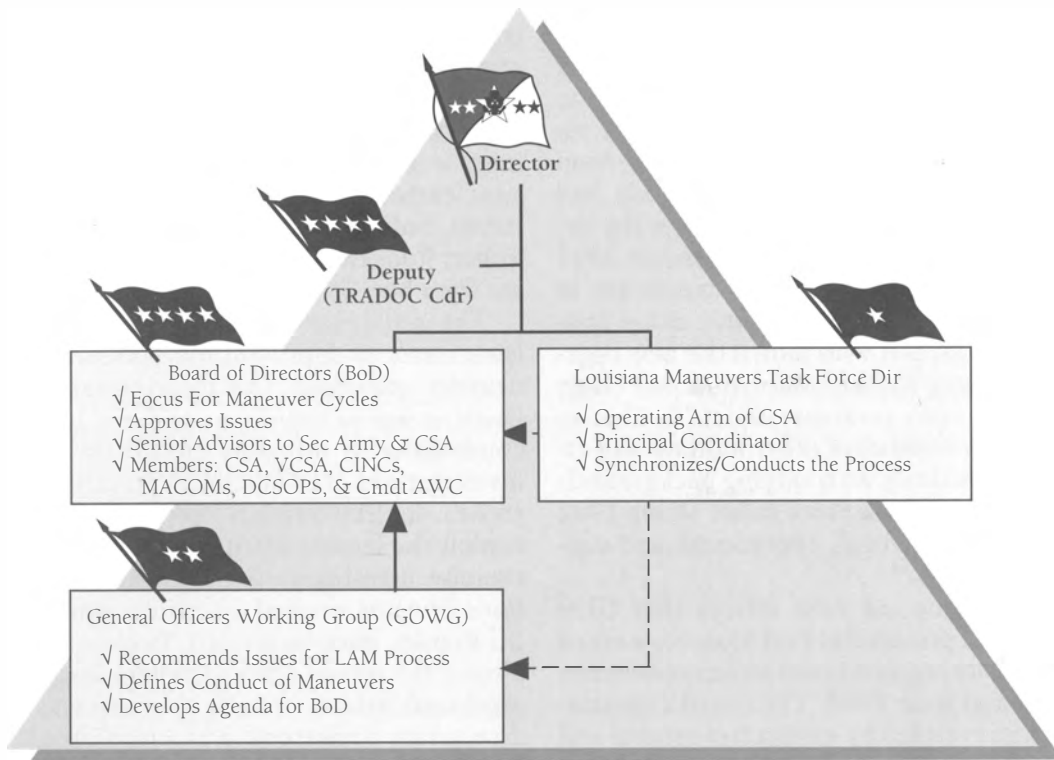 Director
Deputy
(TRADOC Cdr)
Board of Directors (BoD)
√ Focus For Maneuver Cycles
√ Approves Issues
√ Senior Advisors to Sec Army & CSA
√ Members: CSA, VCSA, CINCs,
MACOMs, DCSOPS, & Cmdt AWC
Louisiana Maneuvers Task Force Dir
√ Operating Arm of CSA
√ Principal Coordinator
√ Synchronizes/Conducts the Process
General Officers Working Group (GOWG)
√ Recommends Issues for LAM Process
√ Defines Conduct of Maneuvers
√ Develops Agenda for BoD